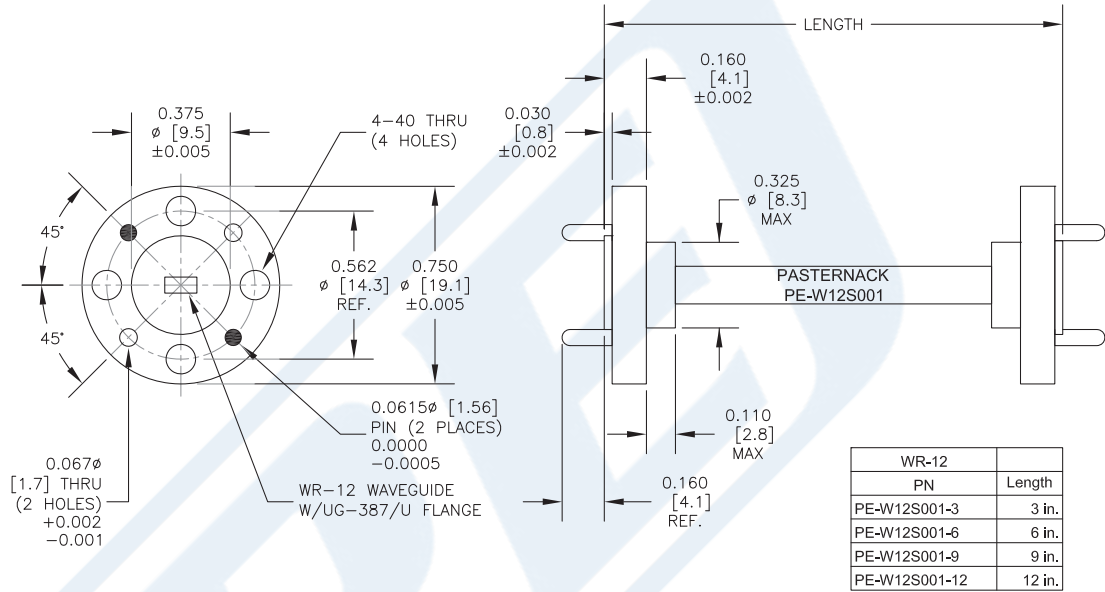 LENGTH
0.160
[4.1]
±0.002
0.375
⌀ [9.5]
±0.005
4-40 THRU
(4 HOLES)
0.030
[0.8]
±0.002
0.325
⌀ [8.3]
MAX
45°
45°
0.562
⌀ [14.3]
REF.
0.750
⌀ [19.1]
±0.005
PASTERNACK
PE-W12S001
0.0615⌀ [1.56]
PIN (2 PLACES)
0.0000
-0.0005
0.110
[2.8]
MAX
0.067⌀
[1.7] THRU
(2 HOLES)
+0.002
-0.001
WR-12 WAVEGUIDE
W/UG-387/U FLANGE
0.160
[4.1]
REF.
WR-12
PN Length
PE-W12S001-3 3 in.
PE-W12S001-6 6 in.
PE-W12S001-9 9 in.
PE-W12S001-12 12 in.